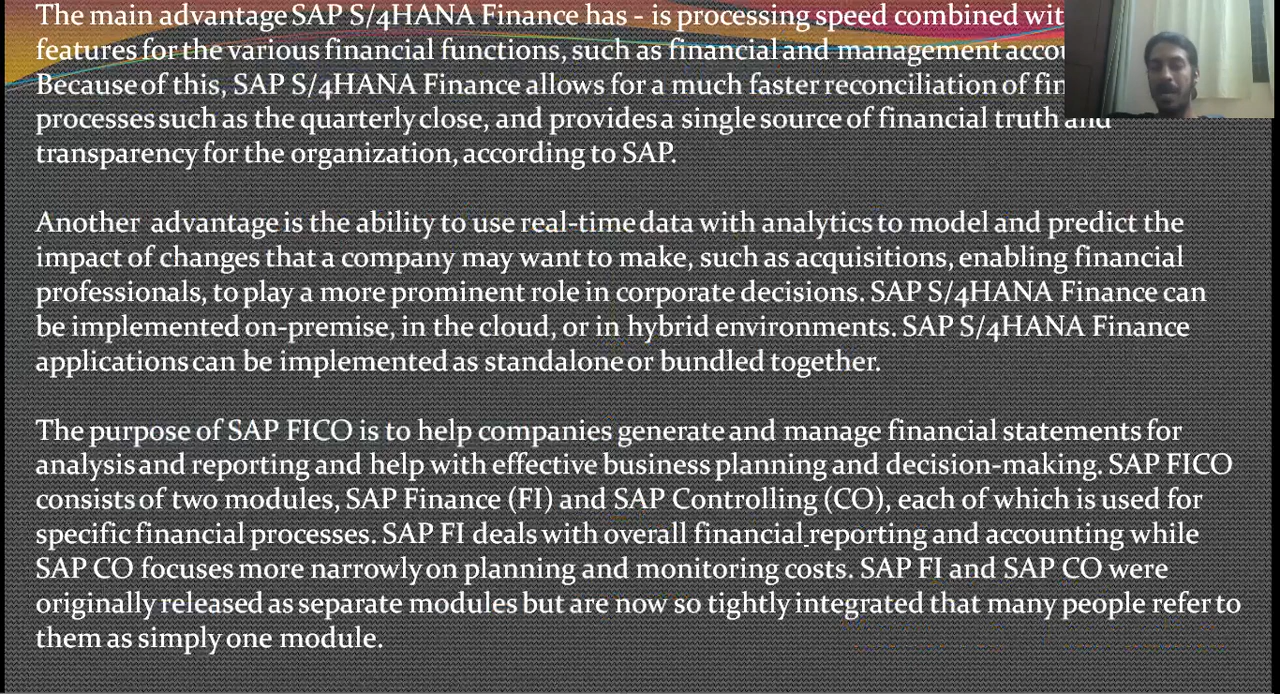 The main advantage SAP S/4HANA Finance has - is processing speed combined
features for the various financial functions, such as financial and management
Because of this, SAP S/4HANA Finance allows for a much faster reconciliation of
processes such as the quarterly close, and provides a single source of financial truth and
transparency for the organization, according to SAP.
Another advantage is the ability to use real-time data with analytics to model and predict the
impact of changes that a company may want to make, such as acquisitions, enabling financial
professionals, to play a more prominent role in corporate decisions. SAP S/4HANA Finance can
be implemented on-premise, in the cloud, or in hybrid environments. SAP S/4HANA Finance
applications can be implemented as standalone or bundled together.
The purpose of SAP FICO is to help companies generate and manage financial statements for
analysis and reporting and help with effective business planning and decision-making. SAP FICO
consists of two modules, SAP Finance (FI) and SAP Controlling (CO), each of which is used for
specific financial processes. SAP FI deals with overall financial reporting and accounting while
SAP CO focuses more narrowly on planning and monitoring costs. SAP FI and SAP CO were
originally released as separate modules but are now so tightly integrated that many people refer to
them as simply one module.